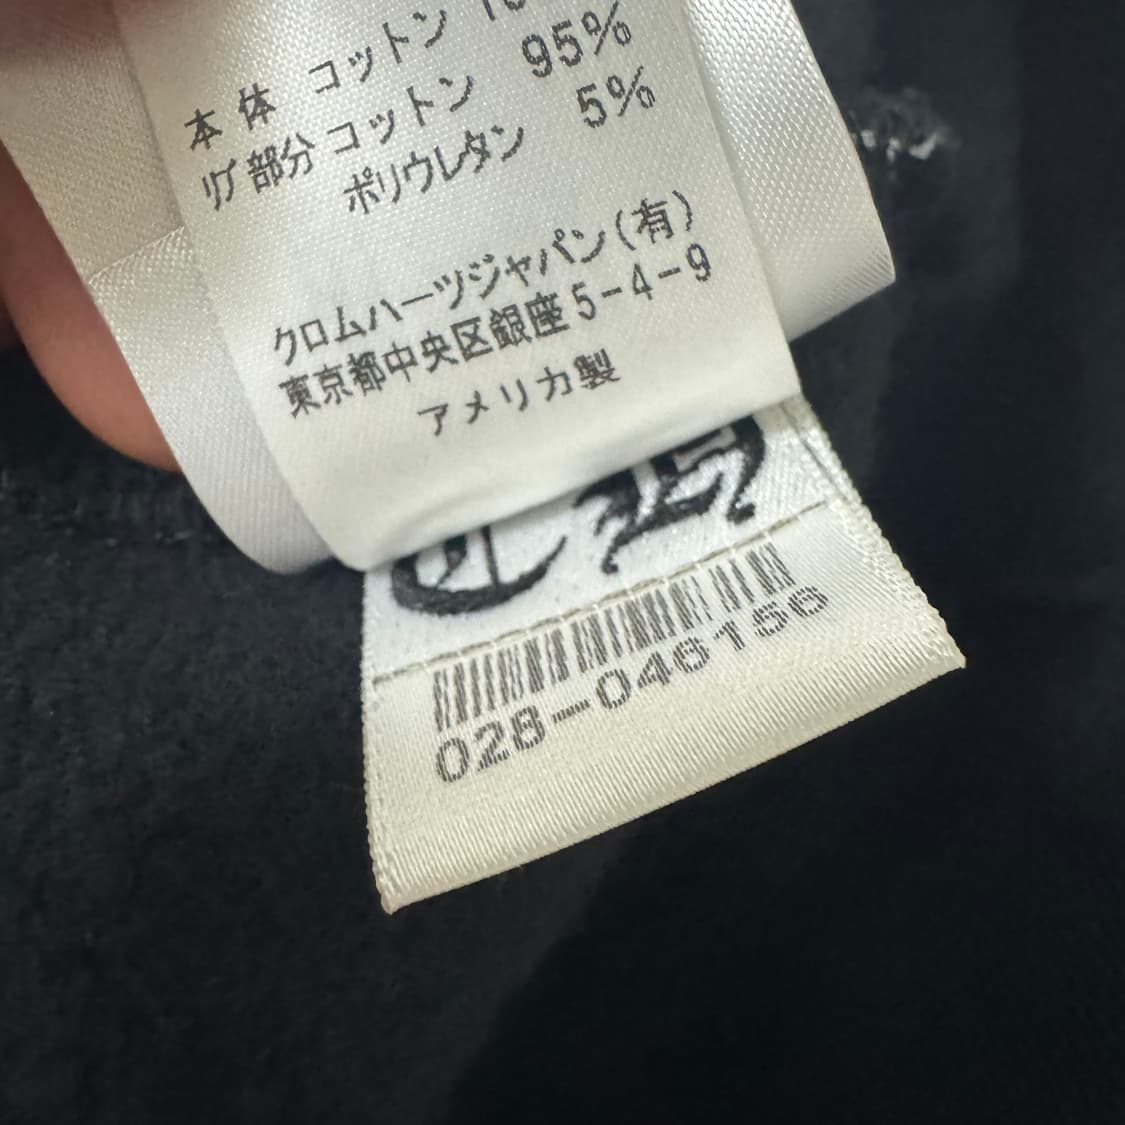 本体 コットン 10
リブ部分コットン 95%
ポリウレタン 5%
クロムハーツジャパン(有)
東京都中央区銀座5-4-9
アメリカ製
028-046156